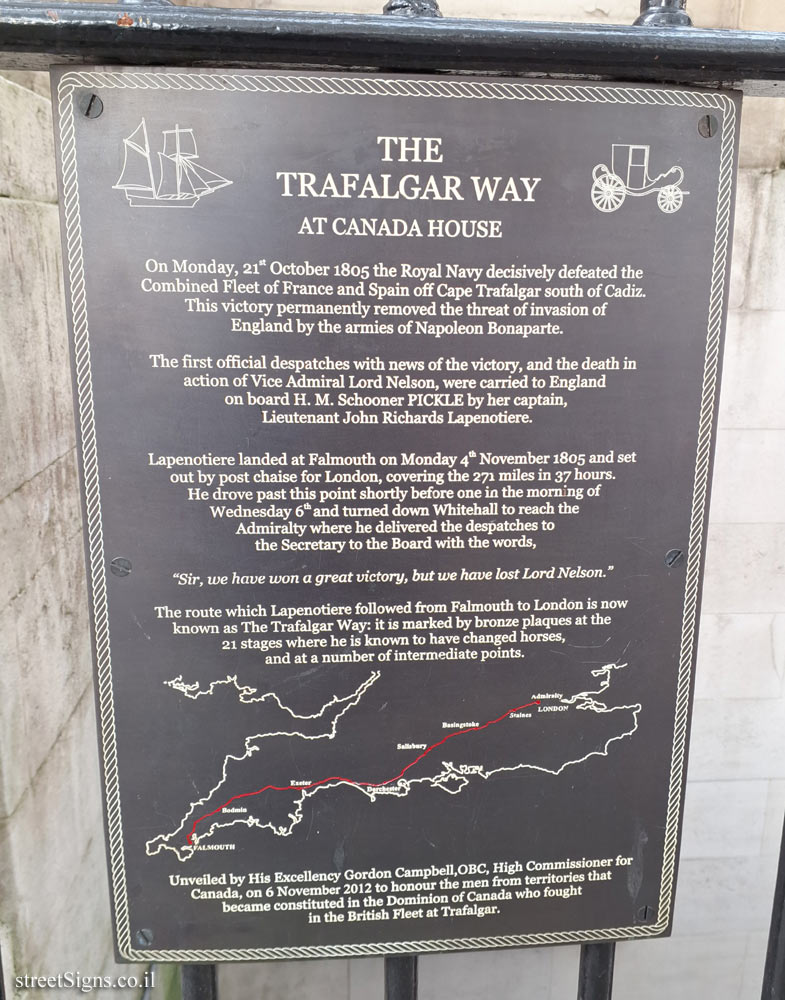 THE
TRAFALGAR WAY
AT CANADA HOUSE
On Monday, 21st October 1805 the Royal Navy decisively defeated the
Combined Fleet of France and Spain off Cape Trafalgar south of Cadiz.
This victory permanently removed the threat of invasion of
England by the armies of Napoleon Bonaparte.
The first official despatches with news of the victory, and the death in
action of Vice Admiral Lord Nelson, were carried to England
on board H. M. Schooner PICKLE by her captain,
Lieutenant John Richards Lapenotiere.
Lapenotiere landed at Falmouth on Monday 4th November 1805 and set
out by post chaise for London, covering the 271 miles in 37 hours.
He drove past this point shortly before one in the morning of
Wednesday 6th and turned down Whitehall to reach the
Admiralty where he delivered the despatches to
the Secretary to the Board with the words,
“Sir, we have won a great victory, but we have lost Lord Nelson.”
The route which Lapenotiere followed from Falmouth to London is now
known as The Trafalgar Way: it is marked by bronze plaques at the
21 stages where he is known to have changed horses,
and at a number of intermediate points.
Admiralty
LONDON
Staines
Basingstoke
Salisbury
Exeter
Dorchester
Bodmin
FALMOUTH
Unveiled by His Excellency Gordon Campbell,OBC, High Commissioner for
Canada, on 6 November 2012 to honour the men from territories that
became constituted in the Dominion of Canada who fought
in the British Fleet at Trafalgar.
streetSigns.co.il